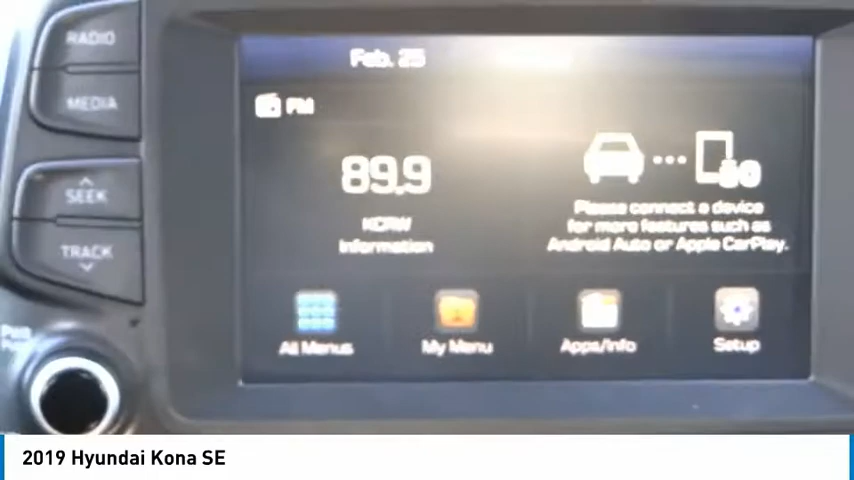 RADIO
MEDIA
SEEK
TRACK
Feb. 25
FM
89.9
KCRW
Information
Please connect a device
for more features such as
Android Auto or Apple CarPlay.
All Menus
My Menu
Apps/Info
Setup
2019 Hyundai Kona SE